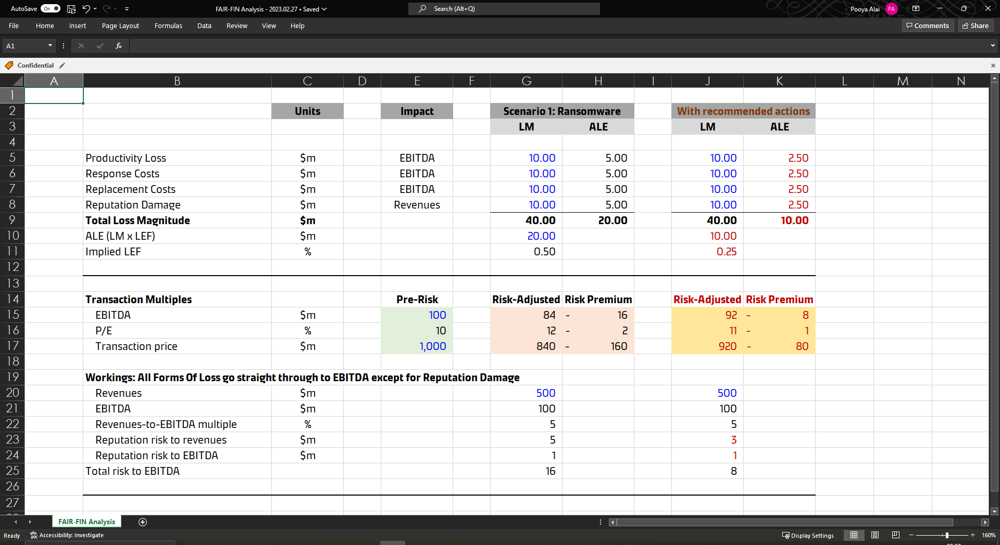 AutoSave On FAIR-FIN Analysis - 2023.02.27 • Saved Search (Alt+Q) Pooya Alai PA
File Home Insert Page Layout Formulas Data Review View Help Comments Share
A1 fx
Confidential
A B C D E F G H I J K L M N
1
2 Units Impact Scenario 1: Ransomware With recommended actions
3 LM ALE LM ALE
4
5 Productivity Loss $m EBITDA 10.00 5.00 10.00 2.50
6 Response Costs $m EBITDA 10.00 5.00 10.00 2.50
7 Replacement Costs $m EBITDA 10.00 5.00 10.00 2.50
8 Reputation Damage $m Revenues 10.00 5.00 10.00 2.50
9 Total Loss Magnitude $m 40.00 20.00 40.00 10.00
10 ALE (LM x LEF) $m 20.00 10.00
11 Implied LEF % 0.50 0.25
12
13
14 Transaction Multiples Pre-Risk Risk-Adjusted Risk Premium Risk-Adjusted Risk Premium
15 EBITDA $m 100 84 - 16 92 - 8
16 P/E % 10 12 - 2 11 - 1
17 Transaction price $m 1,000 840 - 160 920 - 80
18
19 Workings: All Forms Of Loss go straight through to EBITDA except for Reputation Damage
20 Revenues $m 500 500
21 EBITDA $m 100 100
22 Revenues-to-EBITDA multiple % 5 5
23 Reputation risk to revenues $m 5 3
24 Reputation risk to EBITDA $m 1 1
25 Total risk to EBITDA 16 8
26
27
FAIR-FIN Analysis
Ready Accessibility: Investigate Display Settings 160%